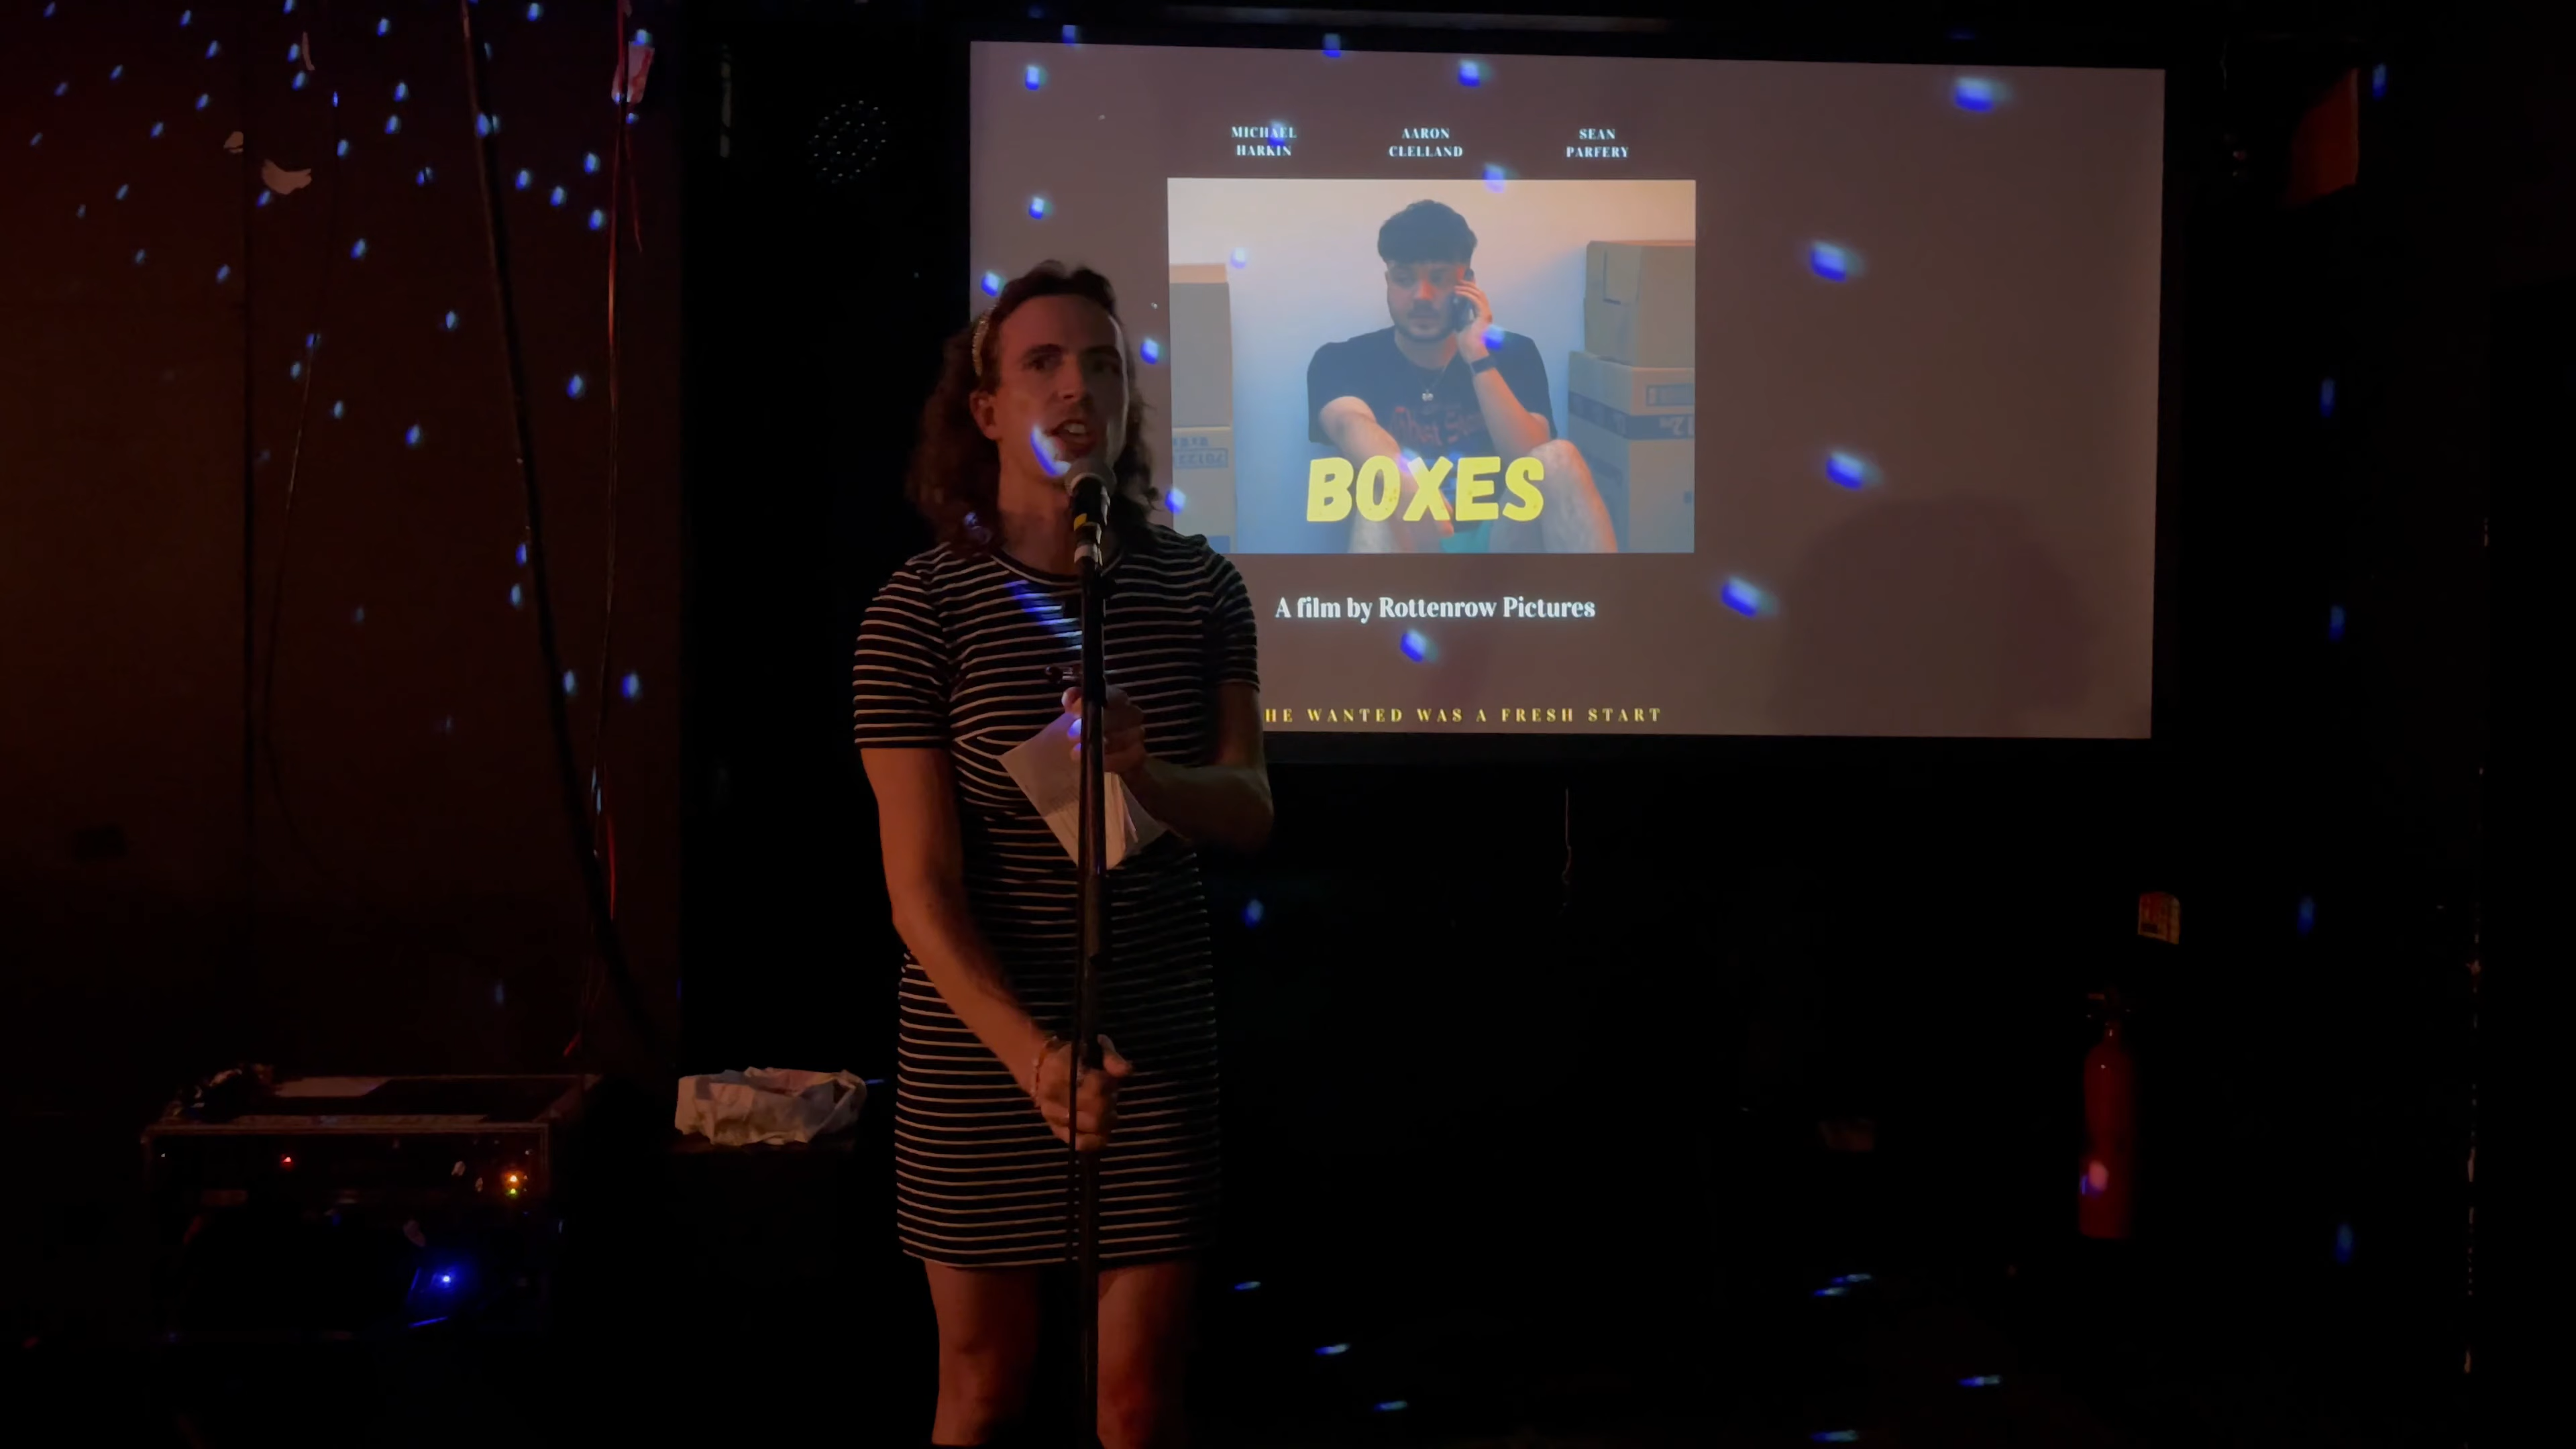 MICHAEL AARON SEAN
HARKIN CLELLAND PARFERY
BOXES
A film by Rottenrow Pictures
HE WANTED WAS A FRESH START